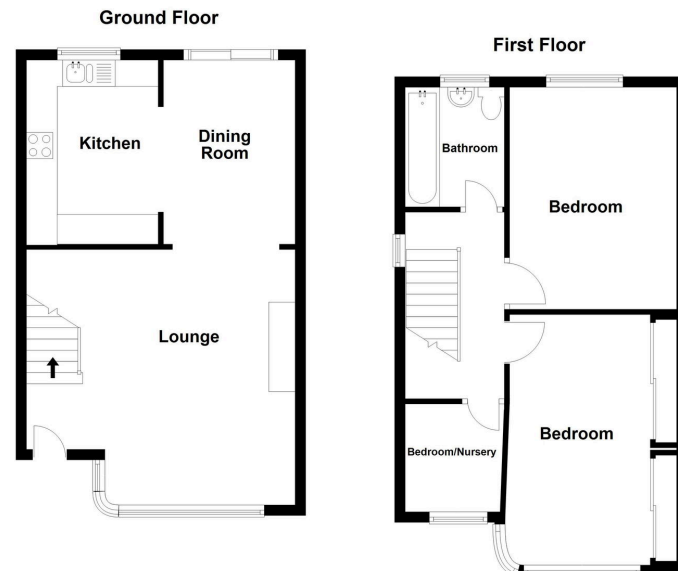 Ground Floor
Kitchen
Dining
Room
Lounge
First Floor
Bathroom
Bedroom
Bedroom
Bedroom/Nursery